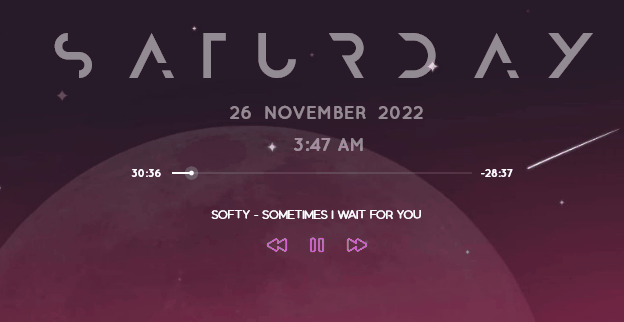 SATURDAY
26 NOVEMBER 2022
3:47 AM
30:36 -28:37
SOFTY - SOMETIMES I WAIT FOR YOU